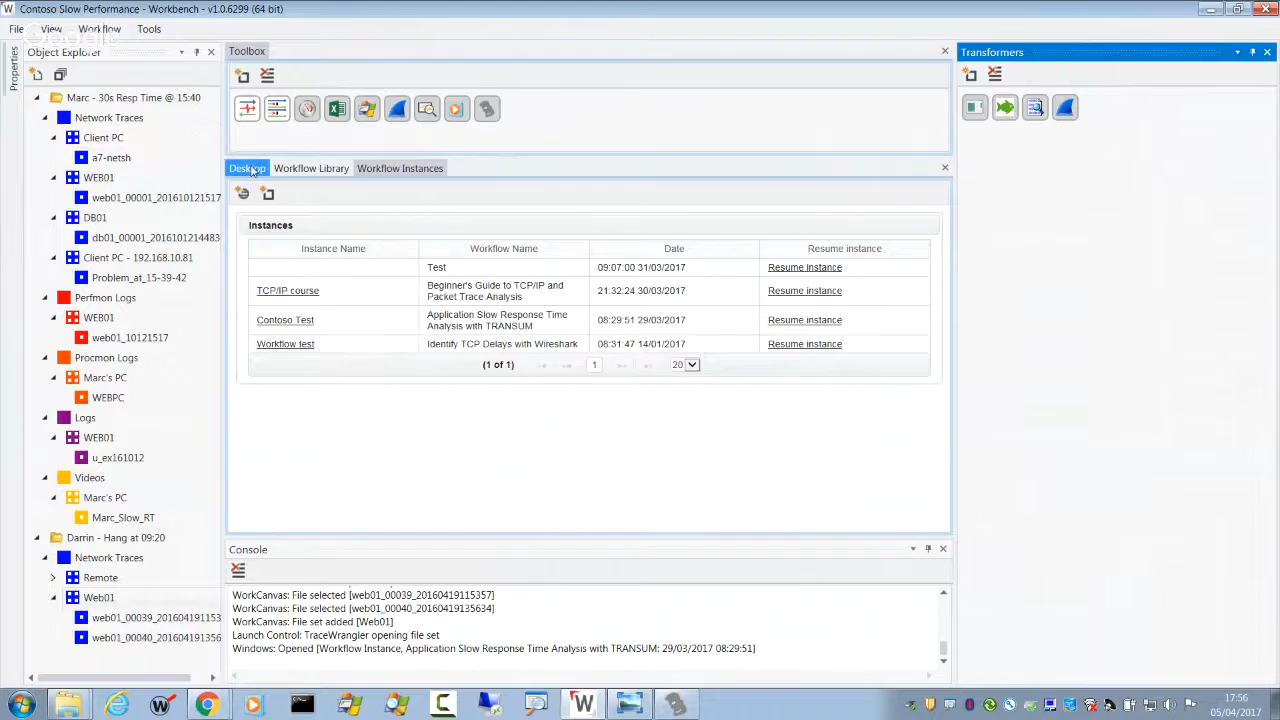 Contoso Slow Performance - Workbench - v1.0.6299 (64 bit)
File View Workflow Tools
Properties
Object Explorer
Marc - 30s Resp Time @ 15:40
Network Traces
Client PC
a7-netsh
WEB01
web01_00001_201610121517
DB01
db01_00001_2016101214483
Client PC - 192.168.10.81
Problem_at_15-39-42
Perfmon Logs
WEB01
web01_10121517
Procmon Logs
Marc's PC
WEBPC
Logs
WEB01
u_ex161012
Videos
Marc's PC
Marc_Slow_RT
Darrin - Hang at 09:20
Network Traces
Remote
Web01
web01_00039_201604191153
web01_00040_201604191356
Toolbox
Desktop Workflow Library Workflow Instances
Instances
Instance Name Workflow Name Date Resume instance
Test 09:07:00 31/03/2017 Resume instance
TCP/IP course Beginner's Guide to TCP/IP and Packet Trace Analysis 21:32:24 30/03/2017 Resume instance
Contoso Test Application Slow Response Time Analysis with TRANSUM 08:29:51 29/03/2017 Resume instance
Workflow test Identify TCP Delays with Wireshark 08:31:47 14/01/2017 Resume instance
(1 of 1) 1 20
Console
WorkCanvas: File selected [web01_00039_20160419115357]
WorkCanvas: File selected [web01_00040_20160419135634]
WorkCanvas: File set added [Web01]
Launch Control: TraceWrangler opening file set
Windows: Opened [Workflow Instance, Application Slow Response Time Analysis with TRANSUM: 29/03/2017 08:29:51]
Transformers
17:56
05/04/2017